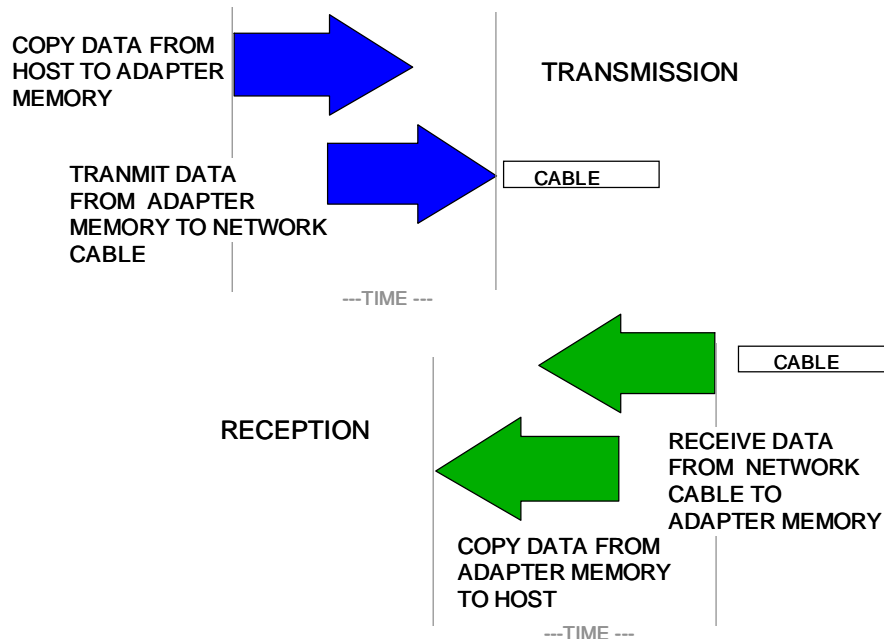 COPY DATA FROM
HOST TO ADAPTER
MEMORY
TRANSMISSION
TRANMIT DATA
FROM ADAPTER
MEMORY TO NETWORK
CABLE
CABLE
---TIME ---
CABLE
RECEPTION
RECEIVE DATA
FROM NETWORK
CABLE TO
ADAPTER MEMORY
COPY DATA FROM
ADAPTER MEMORY
TO HOST
---TIME ---